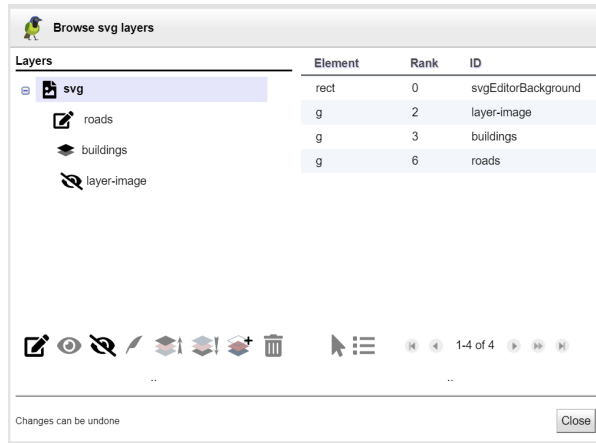 Browse svg layers
Layers
svg
roads
buildings
layer-image
Element Rank ID
rect 0 svgEditorBackground
g 2 layer-image
g 3 buildings
g 6 roads
1-4 of 4
..
..
Changes can be undone
Close